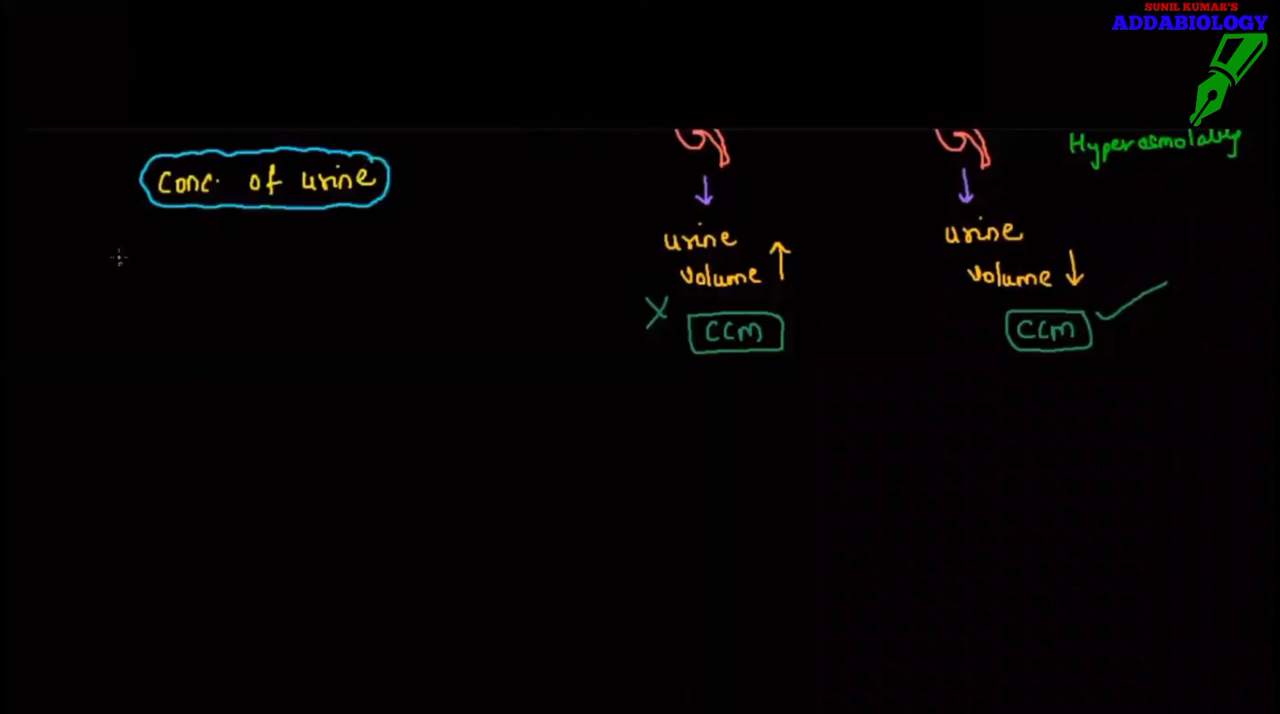 SUNIL KUMAR'S
ADDABIOLOGY
Hyperosmolality
Conc. of urine
urine
volume ↑
X CCM
urine
volume ↓
CCM ✓